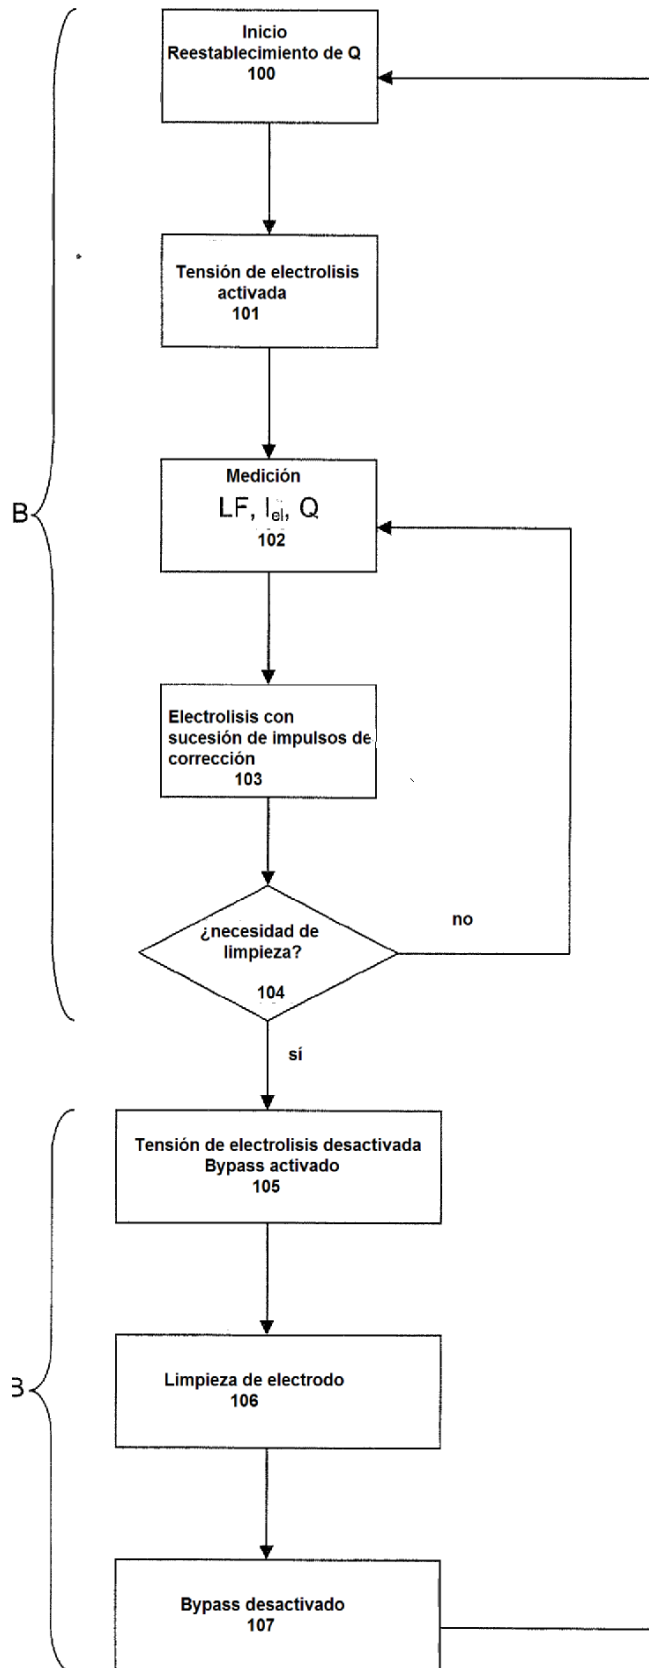 Inicio
Reestablecimiento de Q
100
Tensión de electrolisis
activada
101
Medición
LF, Iel, Q
102
B
Electrolisis con
sucesión de impulsos de
corrección
103
¿necesidad de
limpieza?
104
no
sí
Tensión de electrolisis desactivada
Bypass activado
105
Limpieza de electrodo
106
B
Bypass desactivado
107